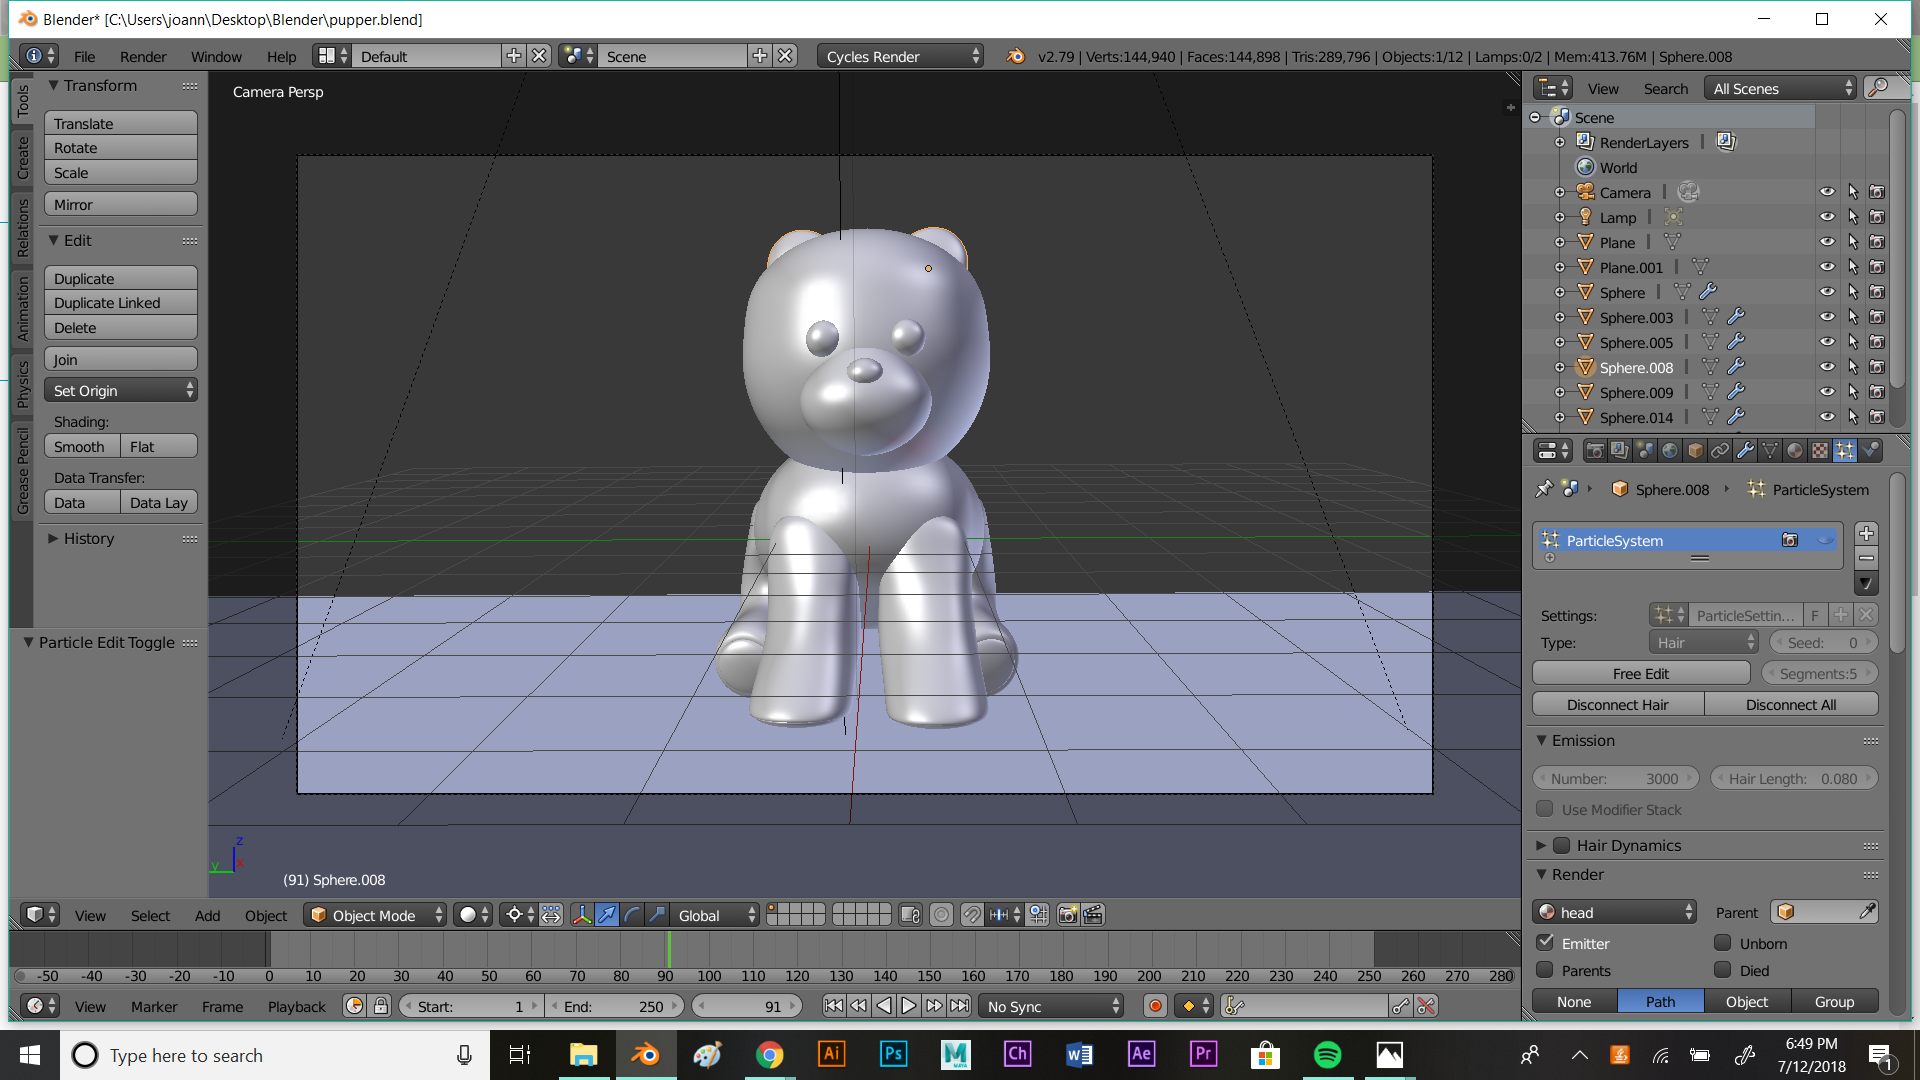 Blender* [C:\Users\joann\Desktop\Blender\pupper.blend]
File Render Window Help Default Scene Cycles Render v2.79 | Verts:144,940 | Faces:144,898 | Tris:289,796 | Objects:1/12 | Lamps:0/2 | Mem:413.76M | Sphere.008
Tools
Create
Relations
Animation
Physics
Grease Pencil
Transform
Translate
Rotate
Scale
Mirror
Edit
Duplicate
Duplicate Linked
Delete
Join
Set Origin
Shading:
Smooth Flat
Data Transfer:
Data Data Lay
History
Particle Edit Toggle
Camera Persp
z
y x
(91) Sphere.008
View Search All Scenes
Scene
RenderLayers |
World
Camera |
Lamp |
Plane |
Plane.001 |
Sphere |
Sphere.003 |
Sphere.005 |
Sphere.008 |
Sphere.009 |
Sphere.014 |
Sphere.008 ParticleSystem
ParticleSystem
Settings: ParticleSettin... F
Type: Hair Seed: 0
Free Edit Segments:5
Disconnect Hair Disconnect All
Emission
Number: 3000 Hair Length: 0.080
Use Modifier Stack
Hair Dynamics
Render
head Parent
Emitter Unborn
Parents Died
None Path Object Group
View Select Add Object Object Mode Global
-50 -40 -30 -20 -10 0 10 20 30 40 50 60 70 80 90 100 110 120 130 140 150 160 170 180 190 200 210 220 230 240 250 260 270 280
View Marker Frame Playback Start: 1 End: 250 91 No Sync
Type here to search
Ai Ps M Ch W Ae Pr
6:49 PM
7/12/2018
1